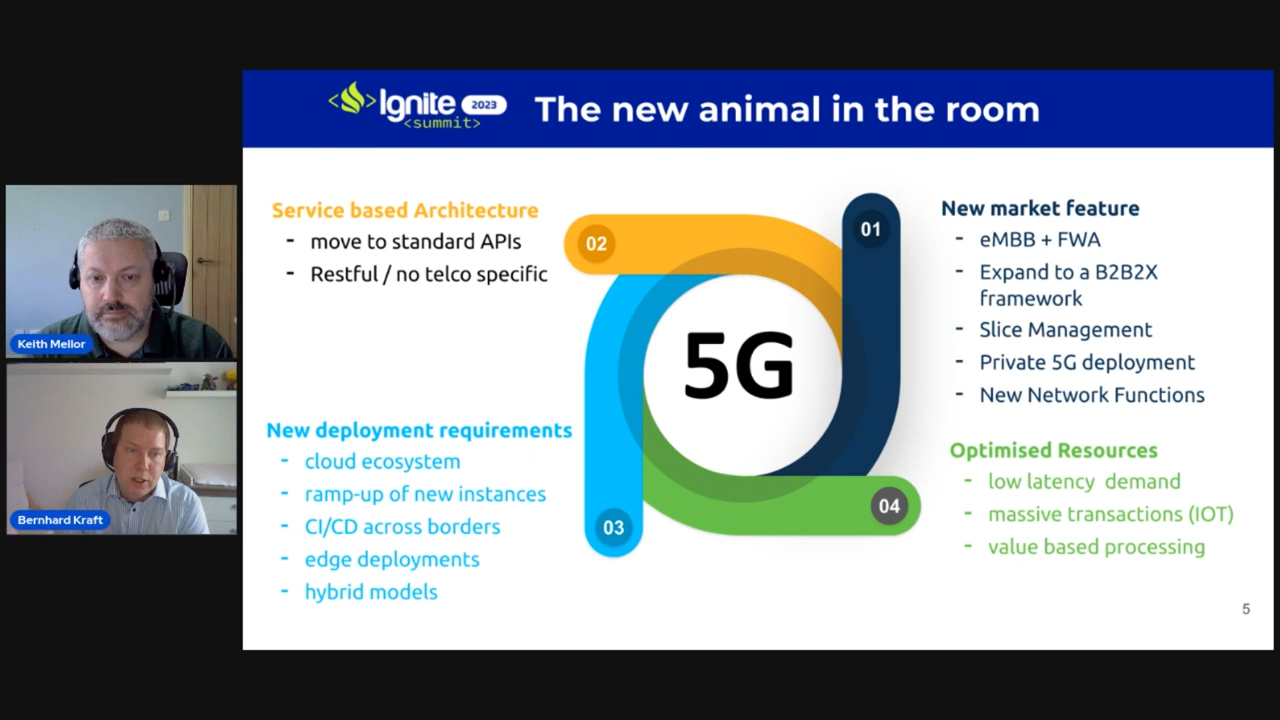 Ignite 2023
<summit>
The new animal in the room
Service based Architecture
- move to standard APIs
- Restful / no telco specific
New deployment requirements
- cloud ecosystem
- ramp-up of new instances
- CI/CD across borders
- edge deployments
- hybrid models
02
01
5G
03
04
New market feature
- eMBB + FWA
- Expand to a B2B2X
framework
- Slice Management
- Private 5G deployment
- New Network Functions
Optimised Resources
- low latency demand
- massive transactions (IOT)
- value based processing
5
Keith Mellor
Bernhard Kraft